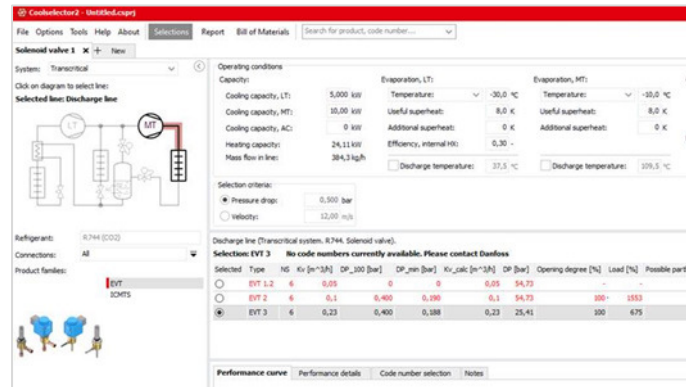 Coolselector2 - Untitled.csprj
File Options Tools Help About Selections Report Bill of Materials Search for product, code number...
Solenoid valve 1 × + New
System: Transcritical
Click on diagram to select line:
Selected line: Discharge line
LT MT
Refrigerant: R744 (CO2)
Connections: All
Product families:
EVT
ICMTS
Operating conditions
Capacity: Evaporation, LT: Evaporation, MT:
Cooling capacity, LT: 5,000 kW Temperature: -30,0 °C Temperature: -10,0 °C
Cooling capacity, MT: 10,00 kW Useful superheat: 8,0 K Useful superheat: 8,0 K
Cooling capacity, AC: 0 kW Additional superheat: 0 K Additional superheat: 0 K
Heating capacity: 24,11 kW Efficiency, internal HX: 0,30 -
Mass flow in line: 384,3 kg/h Discharge temperature: 37,5 °C Discharge temperature: 109,5 °C
Selection criteria:
Pressure drop: 0,500 bar
Velocity: 12,00 m/s
Discharge line (Transcritical system. R744. Solenoid valve).
Selection: EVT 3 No code numbers currently available. Please contact Danfoss
Selected Type NS Kv [m^3/h] DP_100 [bar] DP_min [bar] Kv_calc [m^3/h] DP [bar] Opening degree [%] Load [%] Possible part
EVT 1.2 6 0,05 0 0 0,05 54,73 - -
EVT 2 6 0,1 0,400 0,190 0,1 54,73 100- 1553
EVT 3 6 0,23 0,400 0,188 0,23 25,41 100 675
Performance curve Performance details Code number selection Notes